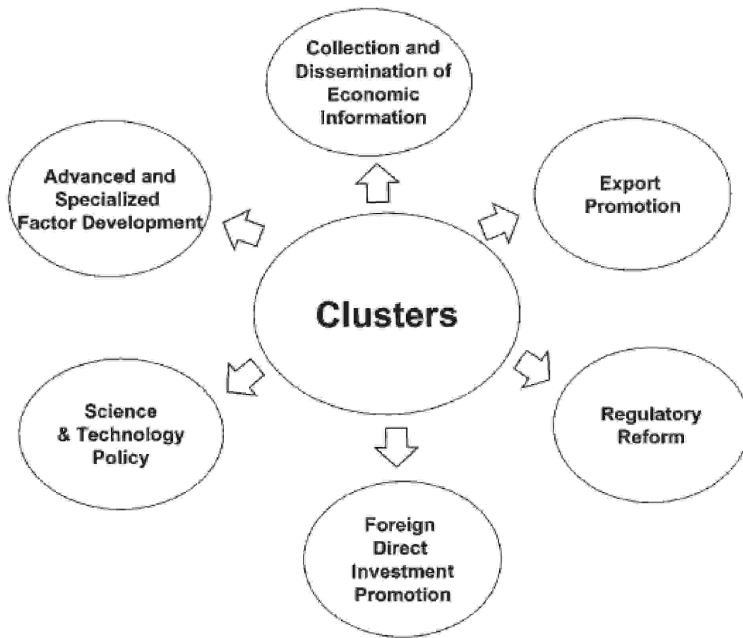 Collection and
Dissemination of
Economic
Information
Advanced and
Specialized
Factor Development
Export
Promotion
Clusters
Science
& Technology
Policy
Regulatory
Reform
Foreign
Direct
Investment
Promotion